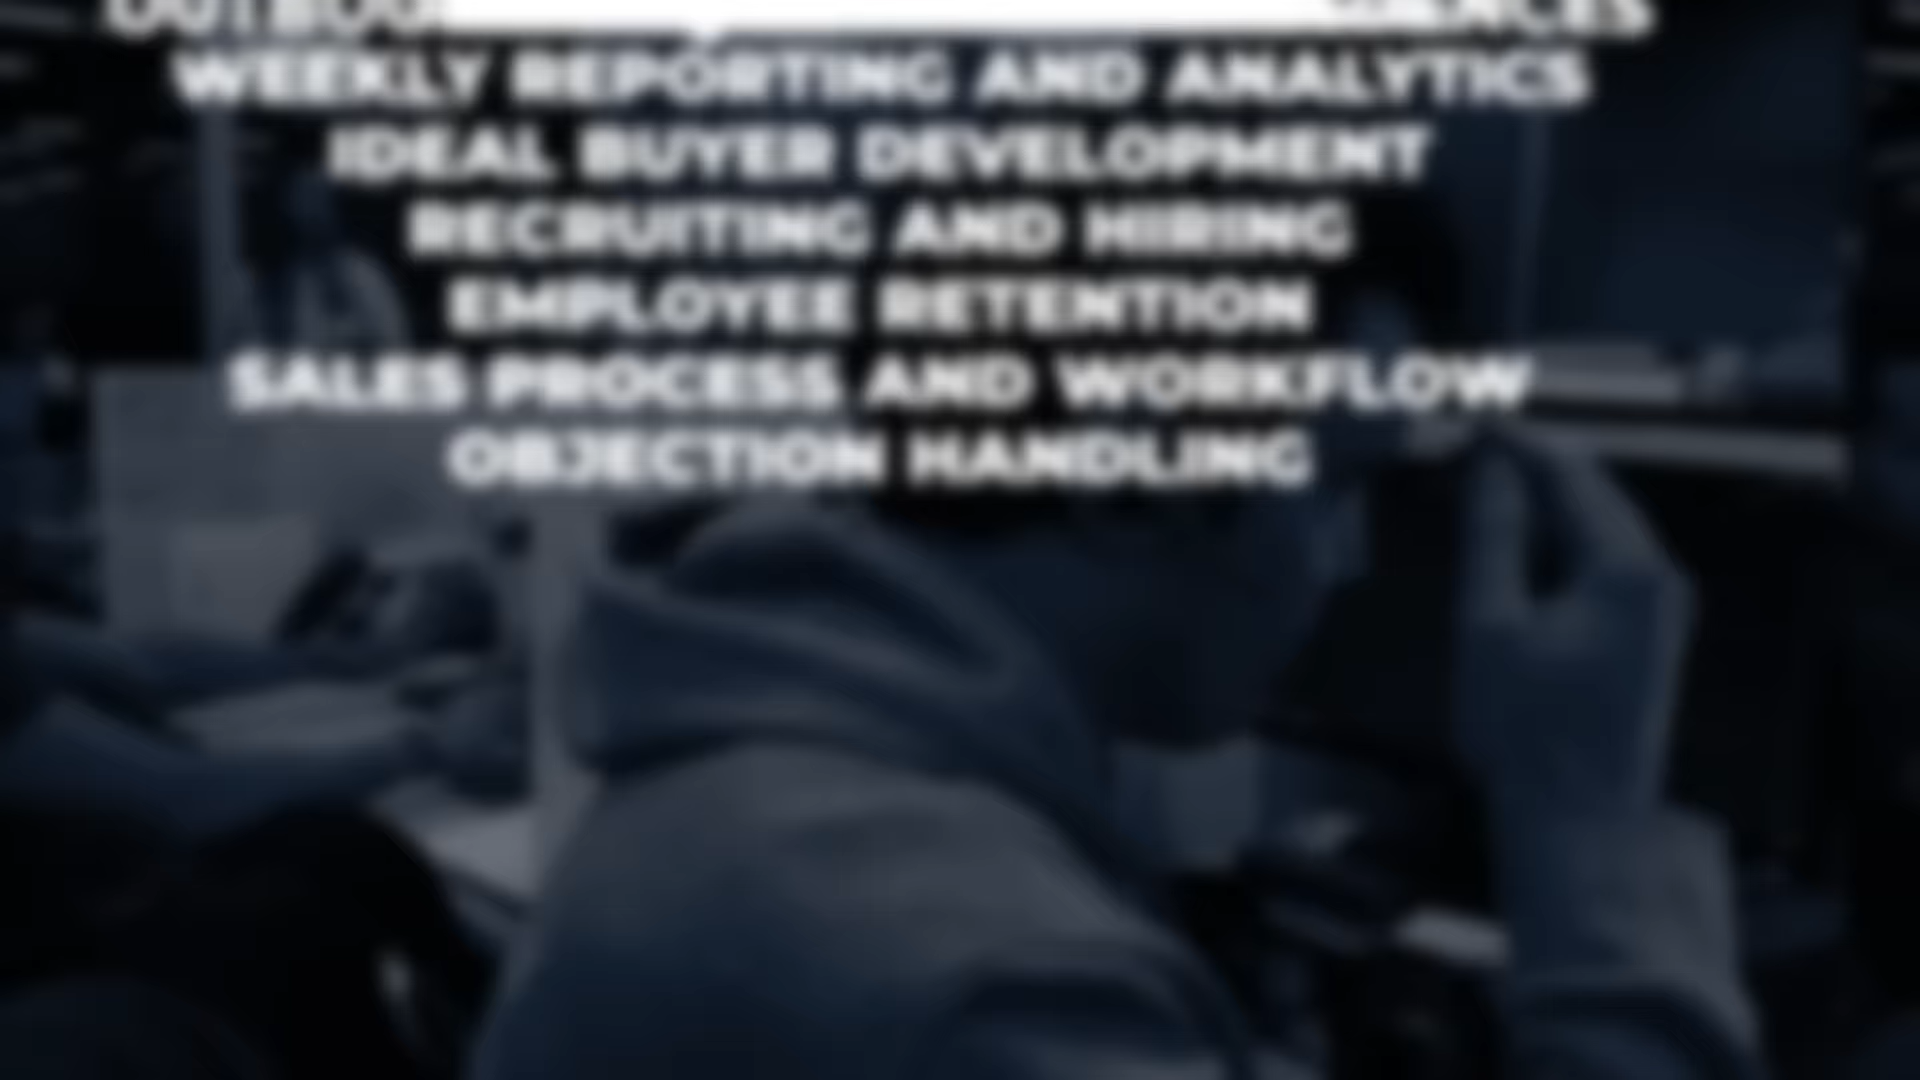 WEEKLY REPORTING AND ANALYTICS
IDEAL BUYER DEVELOPMENT
RECRUITING AND HIRING
EMPLOYEE RETENTION
SALES PROCESS AND WORKFLOW
OBJECTION HANDLING